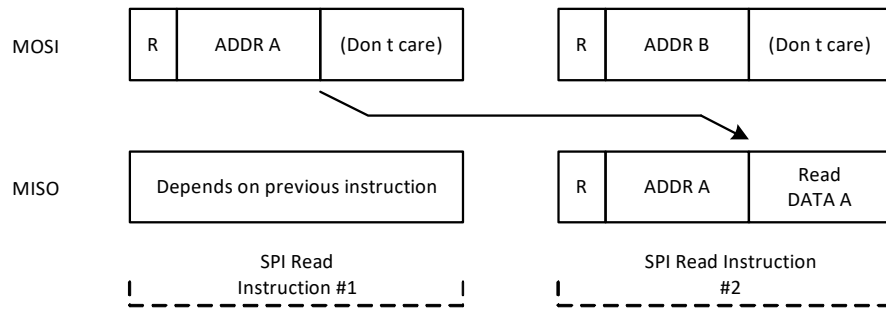 MOSI
R
ADDR A
(Don t care)
R
ADDR B
(Don t care)
MISO
Depends on previous instruction
R
ADDR A
Read
DATA A
SPI Read
Instruction #1
SPI Read Instruction
#2